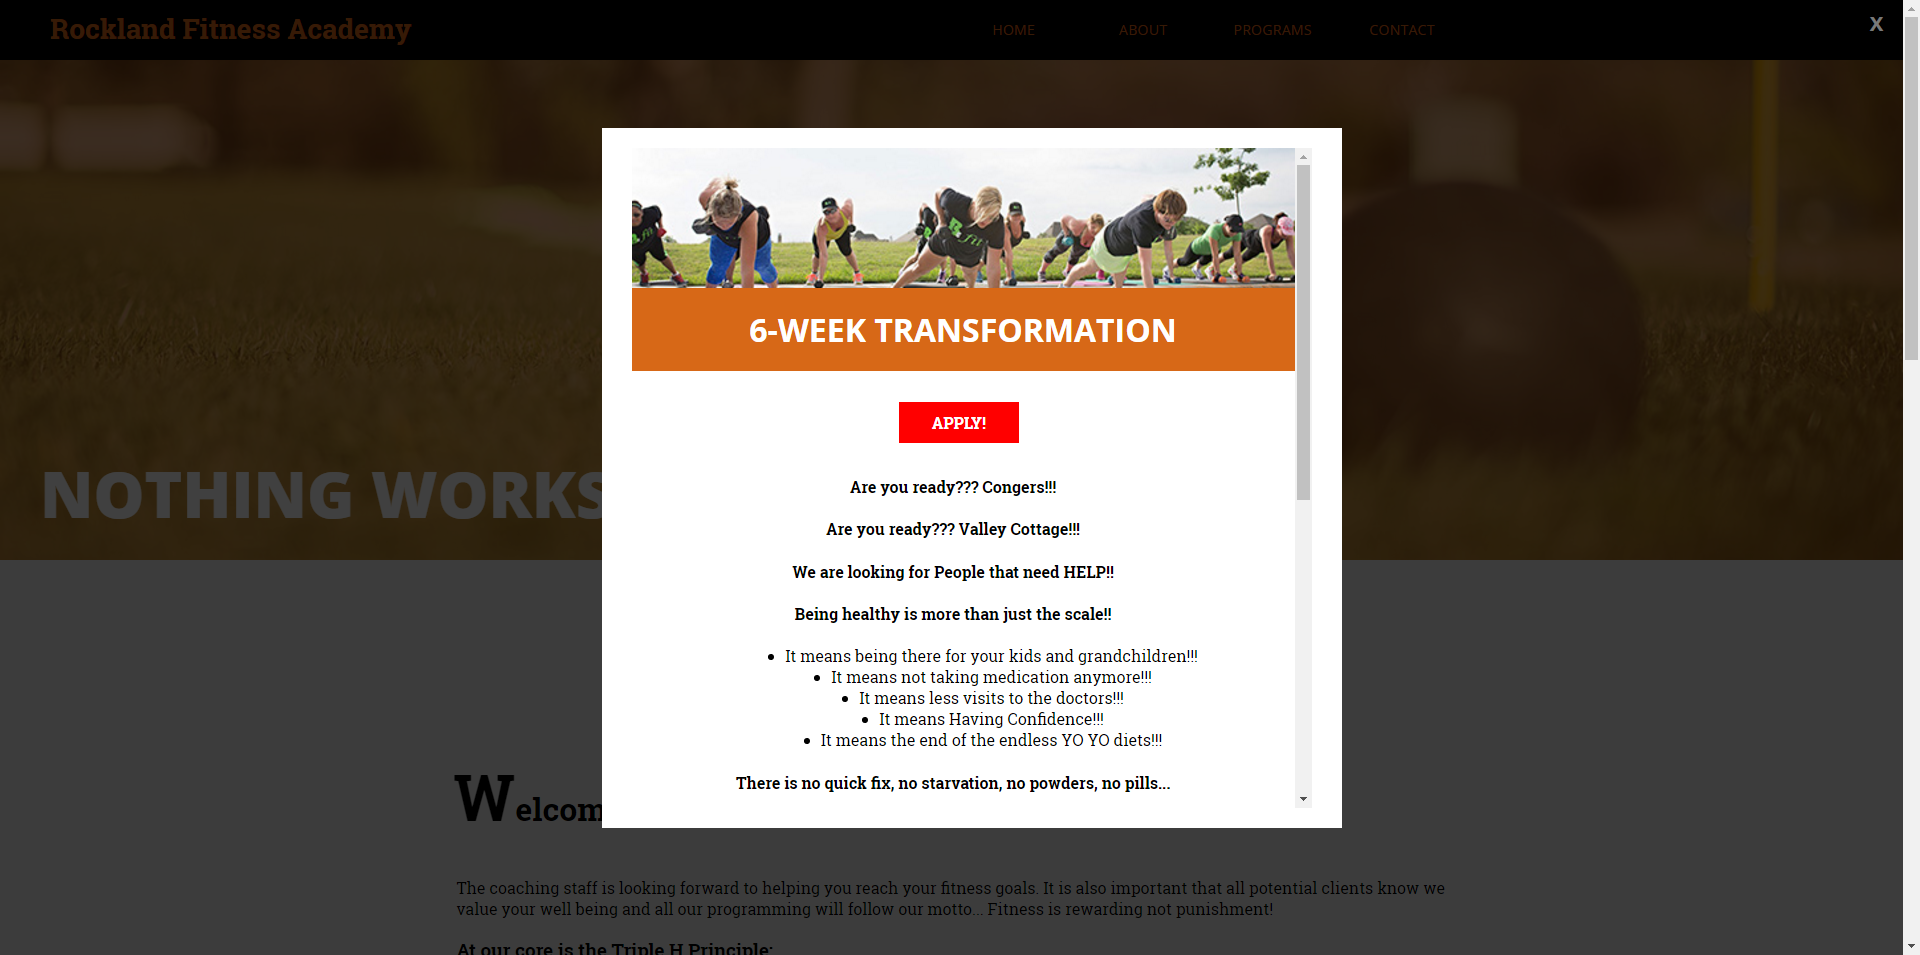 Rockland Fitness Academy
HOME ABOUT PROGRAMS CONTACT
X
6-WEEK TRANSFORMATION
APPLY!
NOTHING WORKS
Are you ready??? Congers!!!
Are you ready??? Valley Cottage!!!
We are looking for People that need HELP!!
Being healthy is more than just the scale!!
• It means being there for your kids and grandchildren!!!
• It means not taking medication anymore!!!
• It means less visits to the doctors!!!
• It means Having Confidence!!!
• It means the end of the endless YO YO diets!!!
There is no quick fix, no starvation, no powders, no pills...
Welcom
The coaching staff is looking forward to helping you reach your fitness goals. It is also important that all potential clients know we
value your well being and all our programming will follow our motto... Fitness is rewarding not punishment!
At our core is the Triple H Principle: